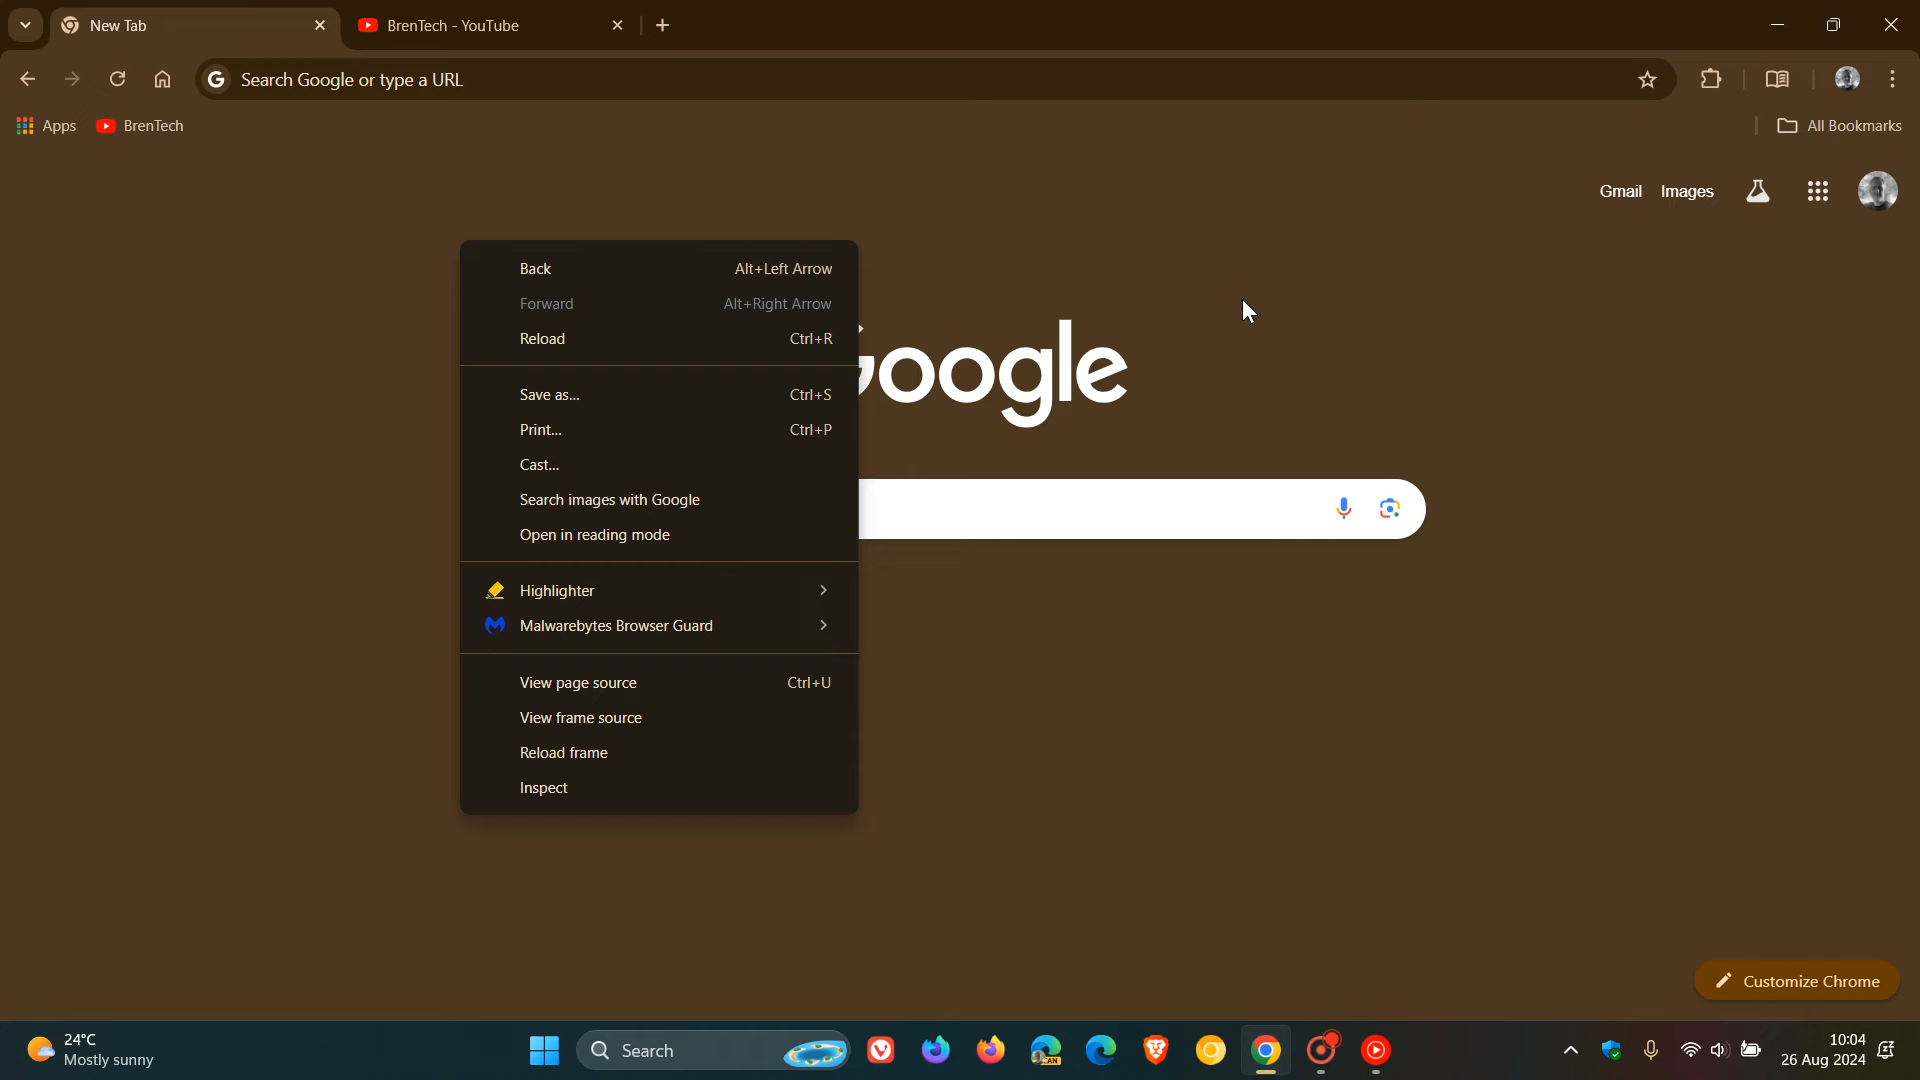 New Tab
BrenTech - YouTube
Search Google or type a URL
Apps
BrenTech
All Bookmarks
Gmail Images
Back Alt+Left Arrow
Forward Alt+Right Arrow
Reload Ctrl+R
Google
Save as... Ctrl+S
Print... Ctrl+P
Cast...
Search images with Google
Open in reading mode
Highlighter
Malwarebytes Browser Guard
View page source Ctrl+U
View frame source
Reload frame
Inspect
Customize Chrome
24°C
Mostly sunny
Search
CAN
10:04
26 Aug 2024